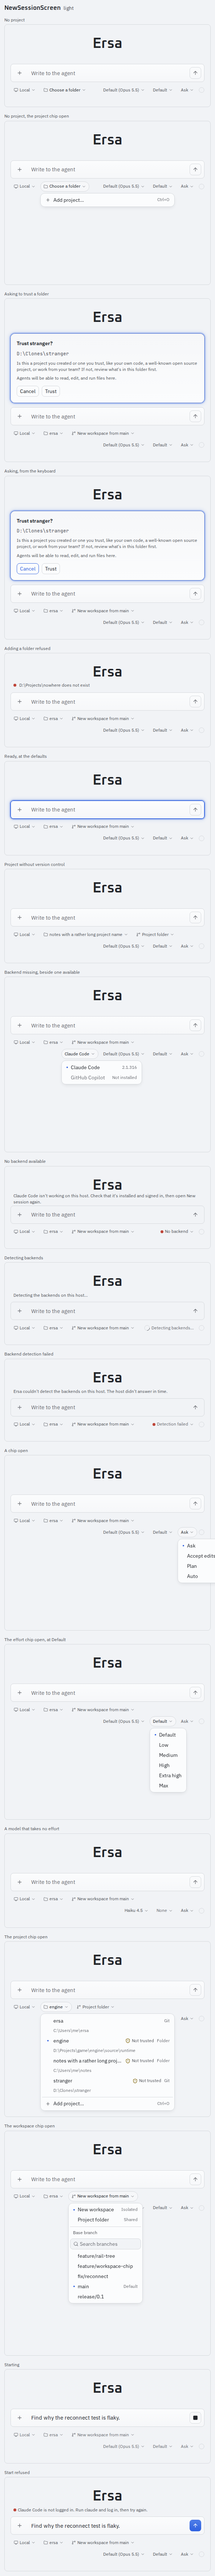 NewSessionScreen light
No project
Ersa
Write to the agent
Local Choose a folder Default (Opus 5.5) Default Ask
No project, the project chip open
Ersa
Write to the agent
Local Choose a folder Default (Opus 5.5) Default Ask
Add project... Ctrl+O
Asking to trust a folder
Ersa
Trust stranger?
D:\Clones\stranger
Is this a project you created or one you trust, like your own code, a well-known open source project, or work from your team? If not, review what's in this folder first.
Agents will be able to read, edit, and run files here.
Cancel Trust
Write to the agent
Local ersa New workspace from main
Default (Opus 5.5) Default Ask
Asking, from the keyboard
Ersa
Trust stranger?
D:\Clones\stranger
Is this a project you created or one you trust, like your own code, a well-known open source project, or work from your team? If not, review what's in this folder first.
Agents will be able to read, edit, and run files here.
Cancel Trust
Write to the agent
Local ersa New workspace from main
Default (Opus 5.5) Default Ask
Adding a folder refused
Ersa
D:\Projects\nowhere does not exist
Write to the agent
Local ersa New workspace from main
Default (Opus 5.5) Default Ask
Ready, at the defaults
Ersa
Write to the agent
Local ersa New workspace from main
Default (Opus 5.5) Default Ask
Project without version control
Ersa
Write to the agent
Local notes with a rather long project name Project folder
Default (Opus 5.5) Default Ask
Backend missing, beside one available
Ersa
Write to the agent
Local ersa New workspace from main
Claude Code Default (Opus 5.5) Default Ask
Claude Code
GitHub Copilot Not installed
No backend available
Ersa
Claude Code isn't working on this host. Check that it's installed and signed in, then open New session again.
Write to the agent
Local ersa New workspace from main No backend
Detecting backends
Ersa
Detecting the backends on this host...
Write to the agent
Local ersa New workspace from main Detecting backends...
Backend detection failed
Ersa
Ersa couldn't detect the backends on this host. The host didn't answer in time.
Write to the agent
Local ersa New workspace from main Detection failed
A chip open
Ersa
Write to the agent
Local ersa New workspace from main
Default (Opus 5.5) Default Ask
Ask
Accept edits
Plan
Auto
The effort chip open, at Default
Ersa
Write to the agent
Local ersa New workspace from main
Default (Opus 5.5) Default Ask
Default
Low
Medium
High
Extra high
Max
A model that takes no effort
Ersa
Write to the agent
Local ersa New workspace from main
Haiku 4.5 None Ask
The project chip open
Ersa
Write to the agent
Local engine Project folder
Ask
ersa Git
D:\Users\me\ersa
engine Not trusted Folder
D:\Projects\game\engine\source\runtime
notes with a rather long proj... Not trusted Folder
D:\Users\me\notes
stranger Not trusted Git
D:\Clones\stranger
Add project... Ctrl+O
The workspace chip open
Ersa
Write to the agent
Local ersa New workspace from main
Default Ask
New workspace Isolated
Project folder Shared
Base branch
Search branches
feature/rail-tree
feature/workspace-chip
fix/reconnect
main Default
release/0.1
Starting
Ersa
Find why the reconnect test is flaky.
Local ersa New workspace from main
Default (Opus 5.5) Default Ask
Start refused
Ersa
Claude Code is not logged in. Run claude and log in, then try again.
Find why the reconnect test is flaky.
Local ersa New workspace from main
Default (Opus 5.5) Default Ask